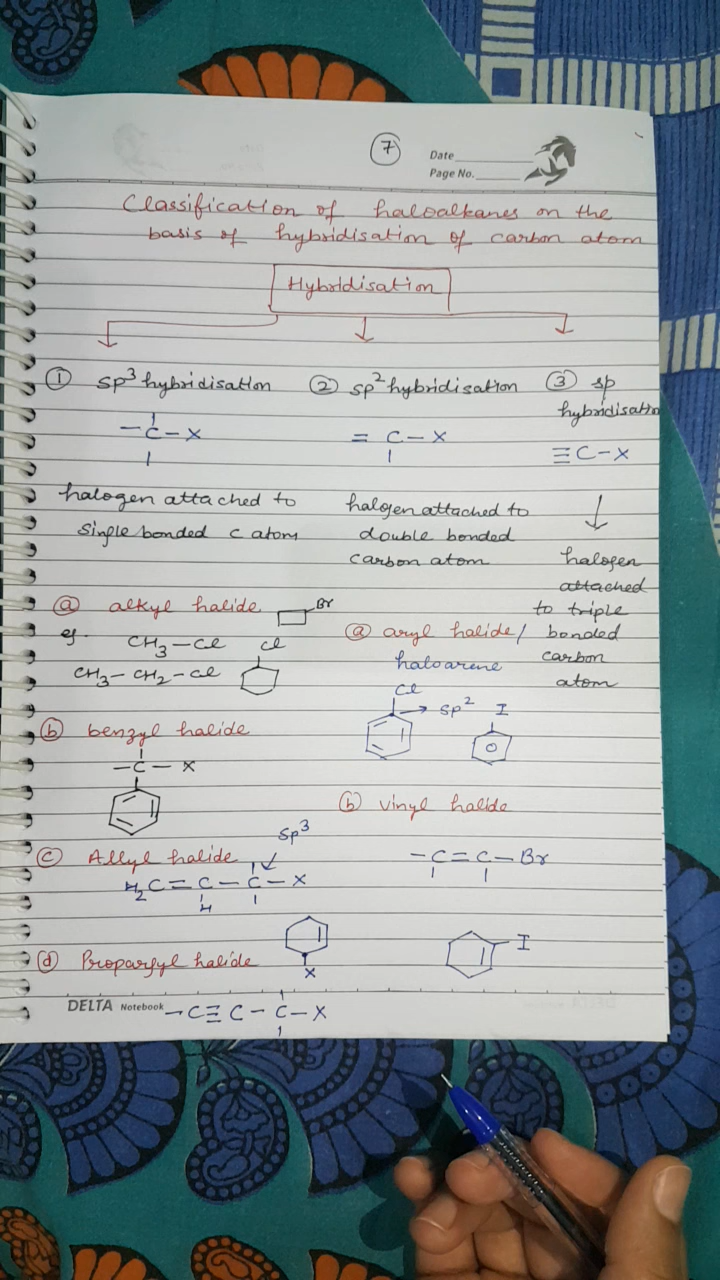 7
Date
Page No.
Classification of haloalkanes on the
basis of hybridisation of carbon atom
Hybridisation
① sp³ hybridisation
-C-X
halogen attached to
single bonded c atom
ⓐ alkyl halide
Br
eg. CH₃-Cl
Cl
CH₃-CH₂-Cl
ⓑ benzyl halide
-C-X
ⓒ Allyl halide
sp³
H₂C=C-C-X
H
X
ⓓ Propargyl halide
-C≡C-C-X
② sp² hybridisation
=C-X
halogen attached to
double bonded
carbon atom
ⓐ aryl halide/
haloarene
Cl
→ sp²
I
ⓑ vinyl halide
-C=C-Br
I
③ sp
hybridisation
≡C-X
halogen
attached
to triple
bonded
carbon
atom
DELTA Notebook